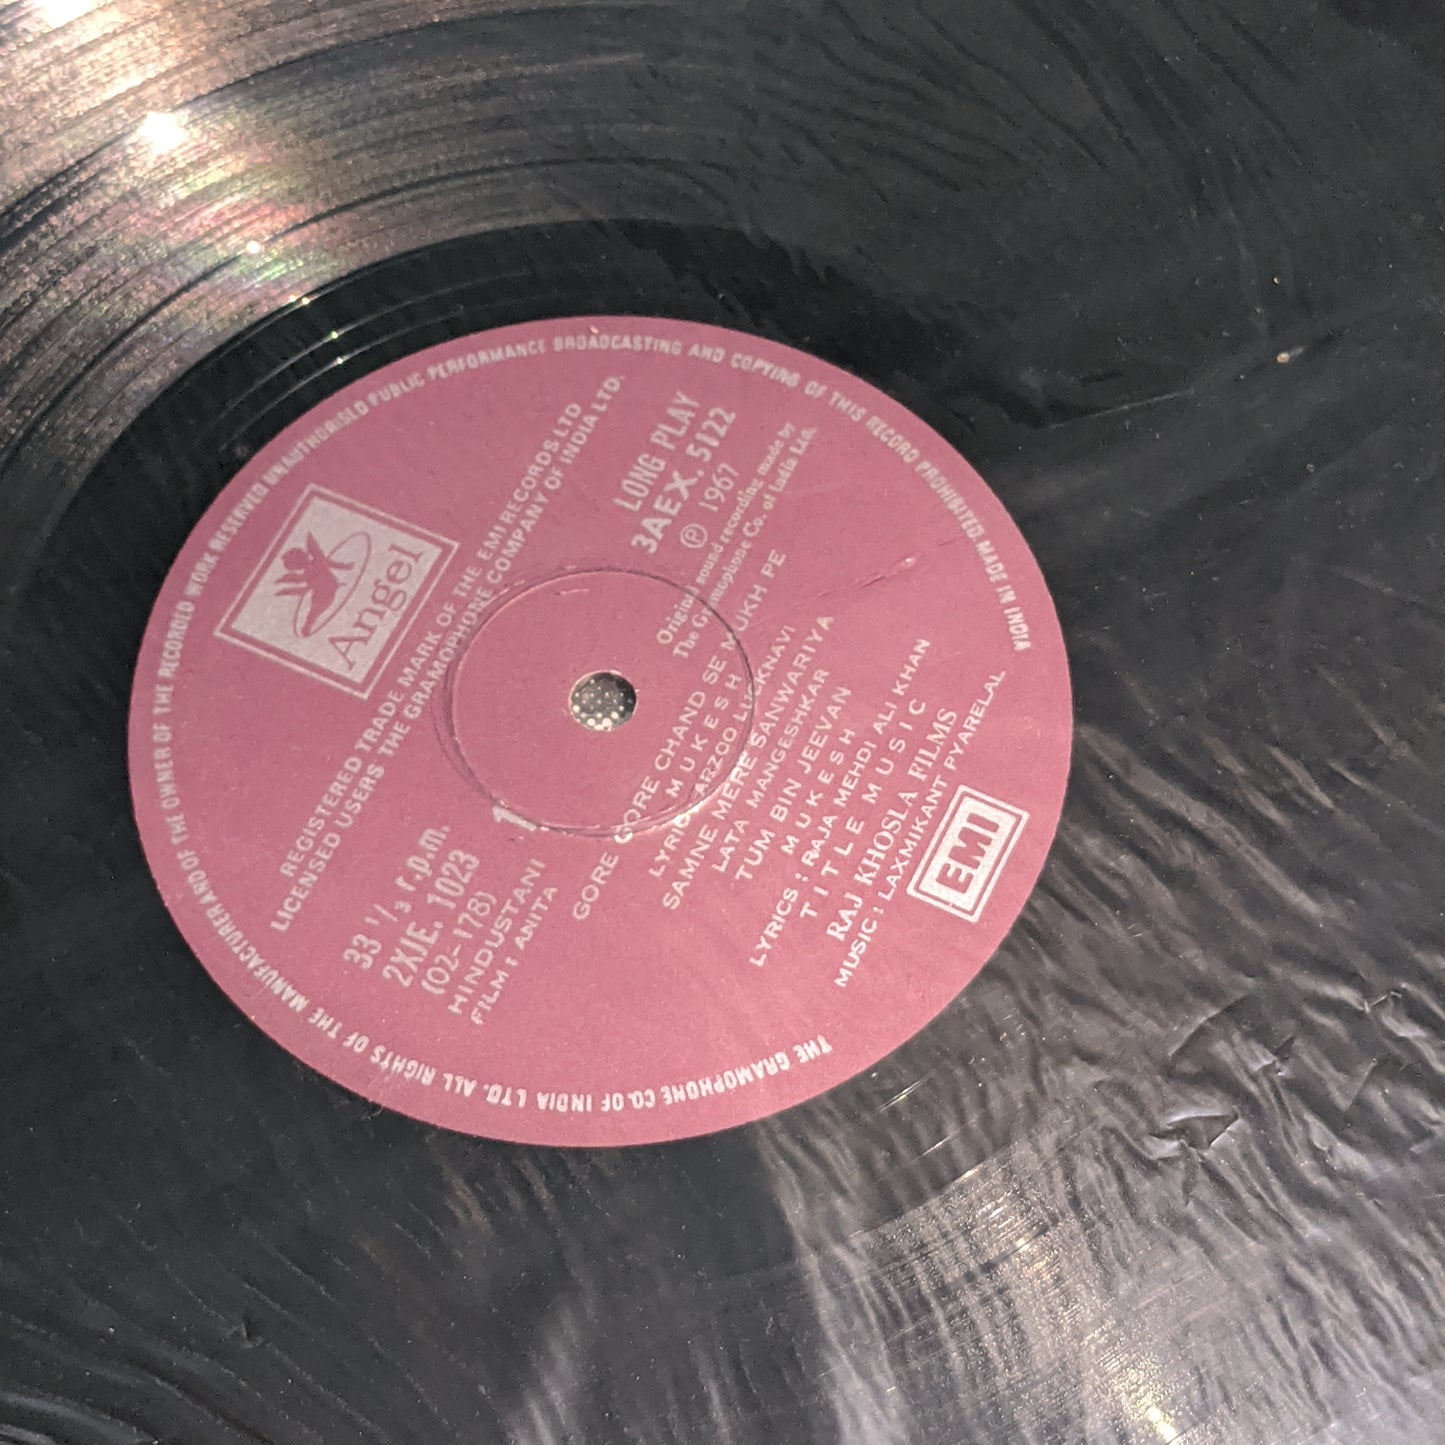 THE GRAMOPHONE CO. OF INDIA LTD. ALL RIGHTS OF THE MANUFACTURER AND OF THE OWNER OF THE RECORDED WORK RESERVED UNAUTHORISED PUBLIC PERFORMANCE BROADCASTING AND COPYING OF THIS RECORD PROHIBITED. MADE IN INDIA
Angel
REGISTERED TRADE MARK OF THE EMI RECORDS LTD
LICENSED USERS THE GRAMOPHONE COMPANY OF INDIA LTD.
33 1/3 r.p.m.
2XJE. 1023
(O2-178)
HINDUSTANI
FILM : ANITA
1.
LONG PLAY
3AEX. 5122
Ⓟ 1967
Original sound recording made by
The Gramophone Co. of India Ltd.
GORE GORE CHAND SE MUKH PE
MUKESH
LYRICS ARZOO LUCKNAVI
SAMNE MERE SANWARIYA
LATA MANGESHKAR
TUM BIN JEEVAN
MUKESH
LYRICS : RAJA MEHDI ALI KHAN
TITLE MUSIC
RAJ KHOSLA FILMS
MUSIC : LAXMIKANT PYARELAL
EMI